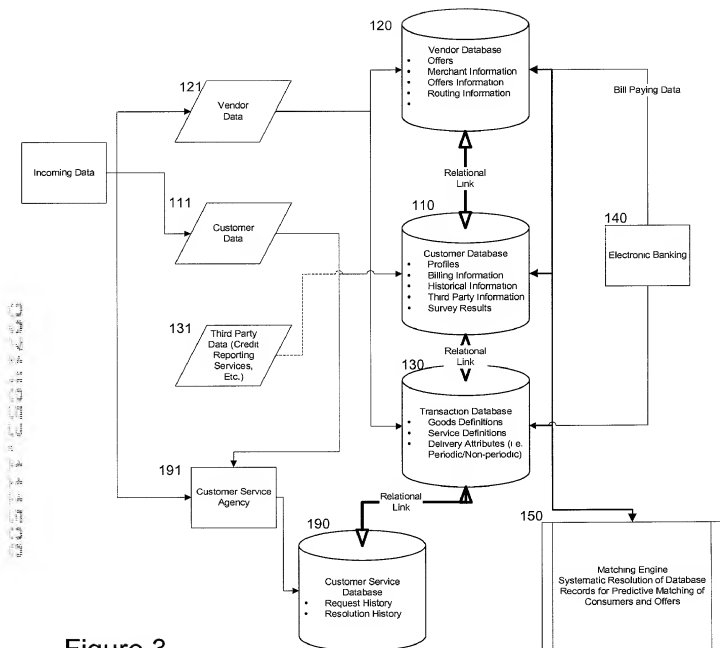 120
Vendor Database
• Offers
• Merchant Information
• Offers Information
• Routing Information
•
121
Vendor
Data
Bill Paying Data
Incoming Data
Relational
Link
111
Customer
Data
110
Customer Database
• Profiles
• Billing Information
• Historical Information
• Third Party Information
• Survey Results
140
Electronic Banking
131
Third Party
Data (Credit
Reporting
Services,
Etc.)
Relational
Link
130
Transaction Database
• Goods Definitions
• Service Definitions
• Delivery Attributes (i e.
Periodic/Non-periodic)
191
Customer Service
Agency
Relational
Link
190
Customer Service
Database
• Request History
• Resolution History
150
Matching Engine
Systematic Resolution of Database
Records for Predictive Matching of
Consumers and Offers
Figure 3